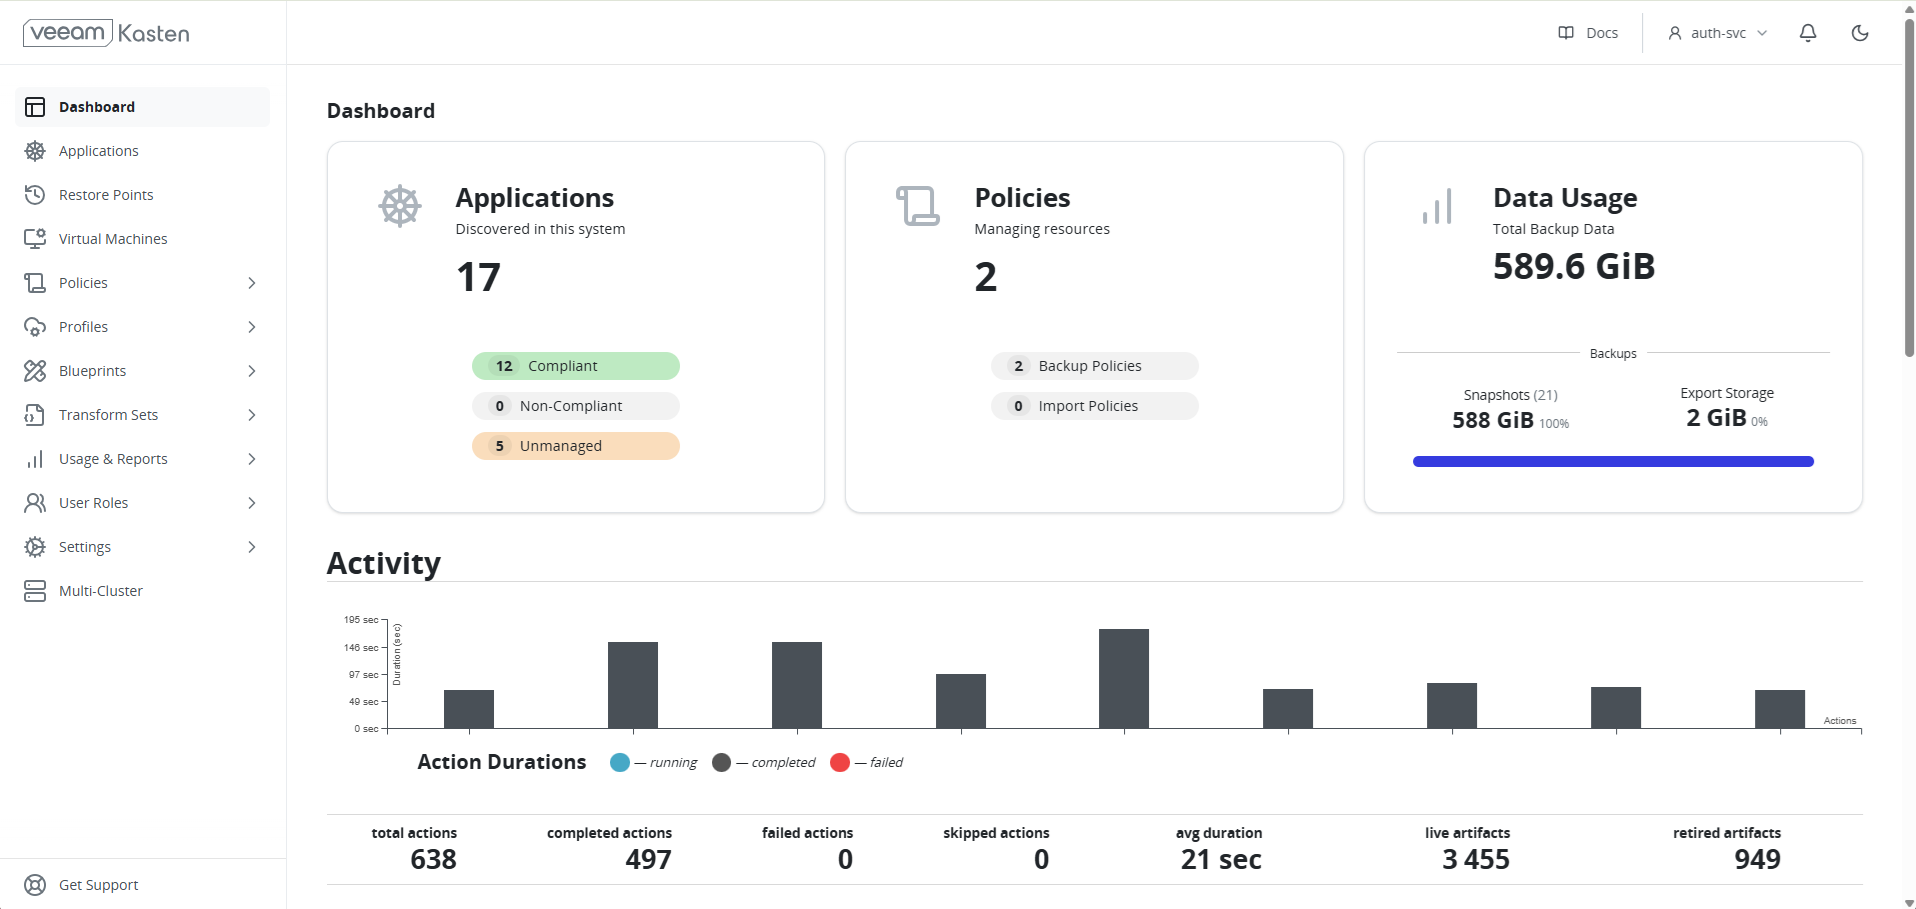 veeam Kasten
Docs
auth-svc
Dashboard
Applications
Restore Points
Virtual Machines
Policies
Profiles
Blueprints
Transform Sets
Usage & Reports
User Roles
Settings
Multi-Cluster
Get Support
Dashboard
Applications
Discovered in this system
17
12 Compliant
0 Non-Compliant
5 Unmanaged
Policies
Managing resources
2
2 Backup Policies
0 Import Policies
Data Usage
Total Backup Data
589.6 GiB
Backups
Snapshots (21)
588 GiB 100%
Export Storage
2 GiB 0%
Activity
195 sec
146 sec
97 sec
49 sec
0 sec
Duration (sec)
Actions
Action Durations — running — completed — failed
total actions
638
completed actions
497
failed actions
0
skipped actions
0
avg duration
21 sec
live artifacts
3 455
retired artifacts
949